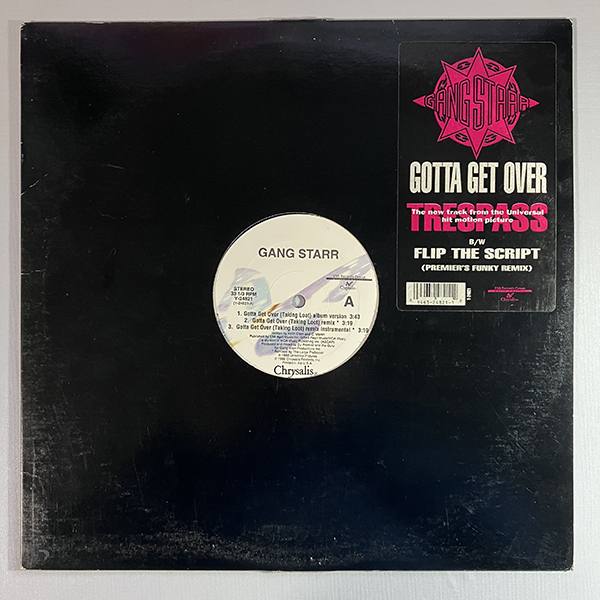 GANG STARR
GOTTA GET OVER
The new track from the Universal
TRESPASS
hit motion picture
B/W
FLIP THE SCRIPT
(PREMIER'S FUNKY REMIX)
GANG STARR
STEREO
33 1/3 RPM
Y-24821
A
1. Gotta Get Over (Taking Loot) album version 3:43
2. Gotta Get Over (Taking Loot) remix * 3:19
3. Gotta Get Over (Taking Loot) remix instrumental * 3:19
Chrysalis